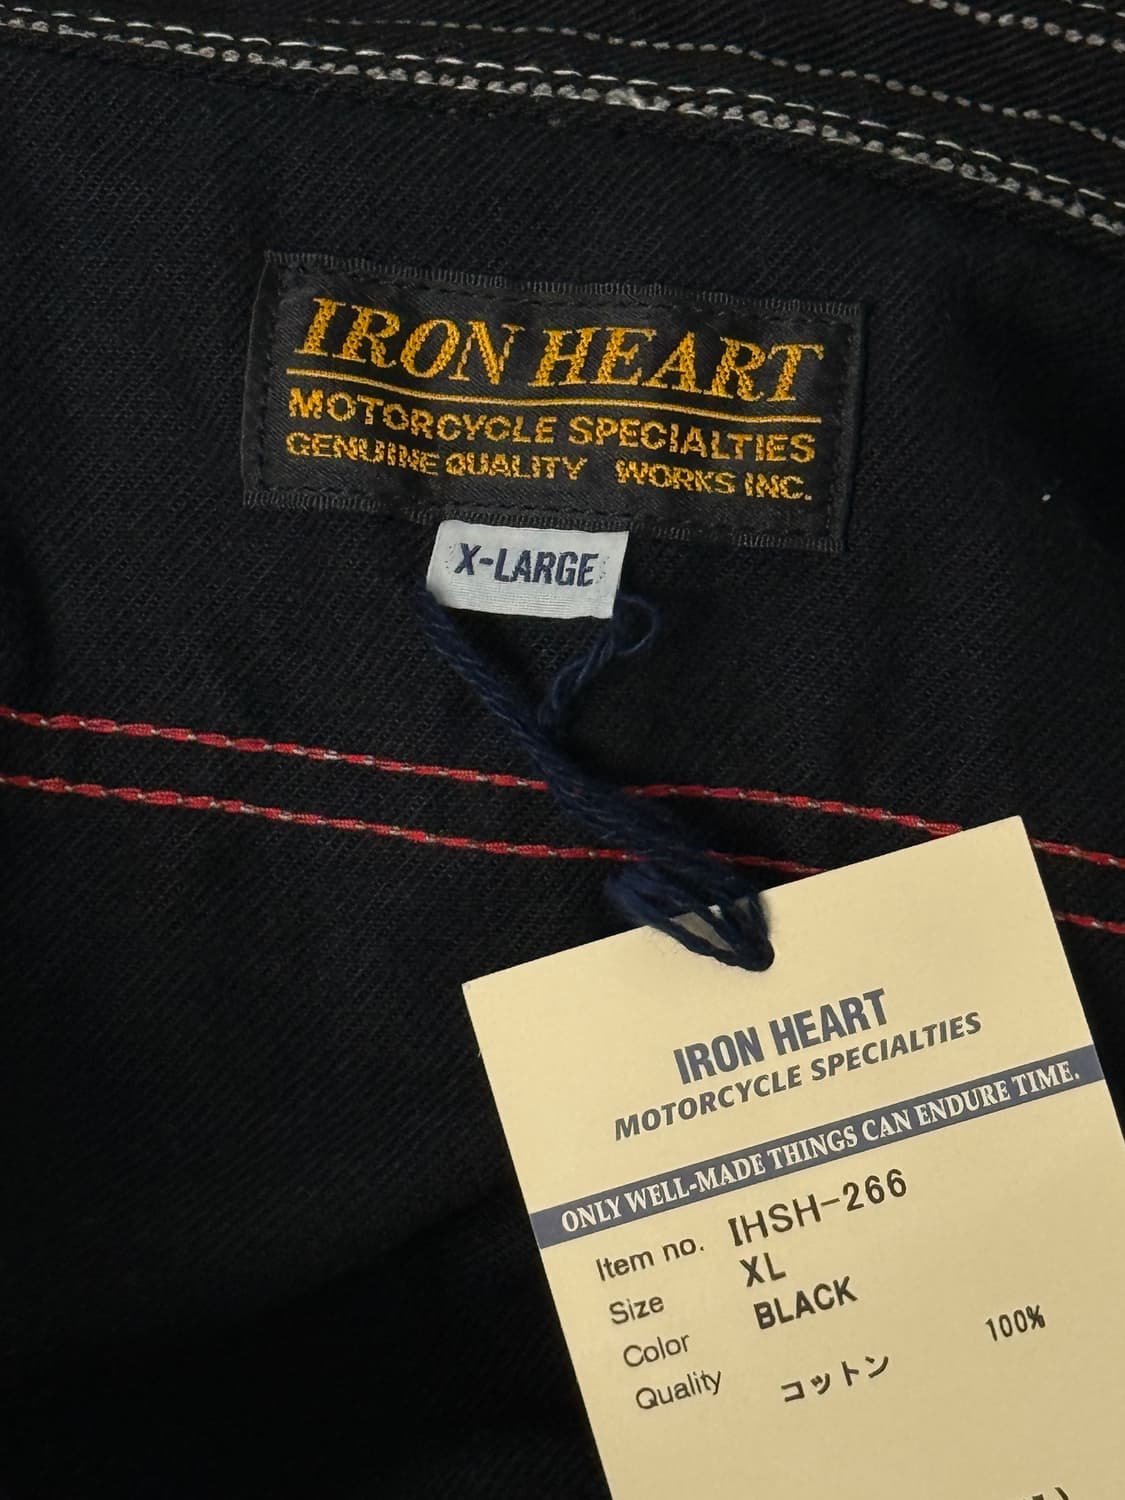 IRON HEART
MOTORCYCLE SPECIALTIES
GENUINE QUALITY WORKS INC.
X-LARGE
IRON HEART
MOTORCYCLE SPECIALTIES
ONLY WELL-MADE THINGS CAN ENDURE TIME.
Item no. IHSH-266
Size XL
Color BLACK
Quality コットン 100%